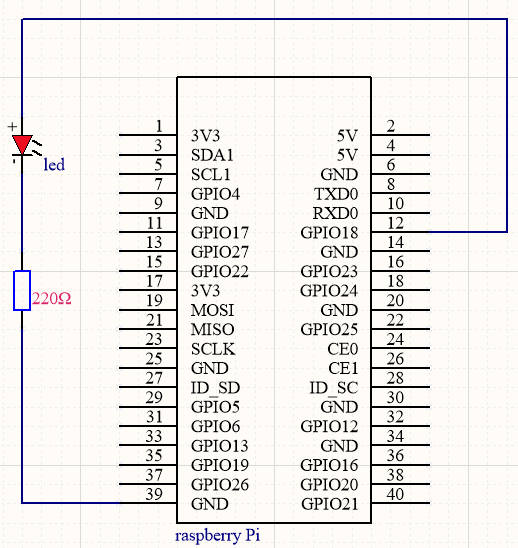 1 3V3 5V 2
+
3 SDA1 5V 4
- led
5 SCL1 GND 6
7 GPIO4 TXD0 8
9 GND RXD0 10
11 GPIO17 GPIO18 12
13 GPIO27 GND 14
15 GPIO22 GPIO23 16
17 3V3 GPIO24 18
220Ω
19 MOSI GND 20
21 MISO GPIO25 22
23 SCLK CE0 24
25 GND CE1 26
27 ID_SD ID_SC 28
29 GPIO5 GND 30
31 GPIO6 GPIO12 32
33 GPIO13 GND 34
35 GPIO19 GPIO16 36
37 GPIO26 GPIO20 38
39 GND GPIO21 40
raspberry Pi